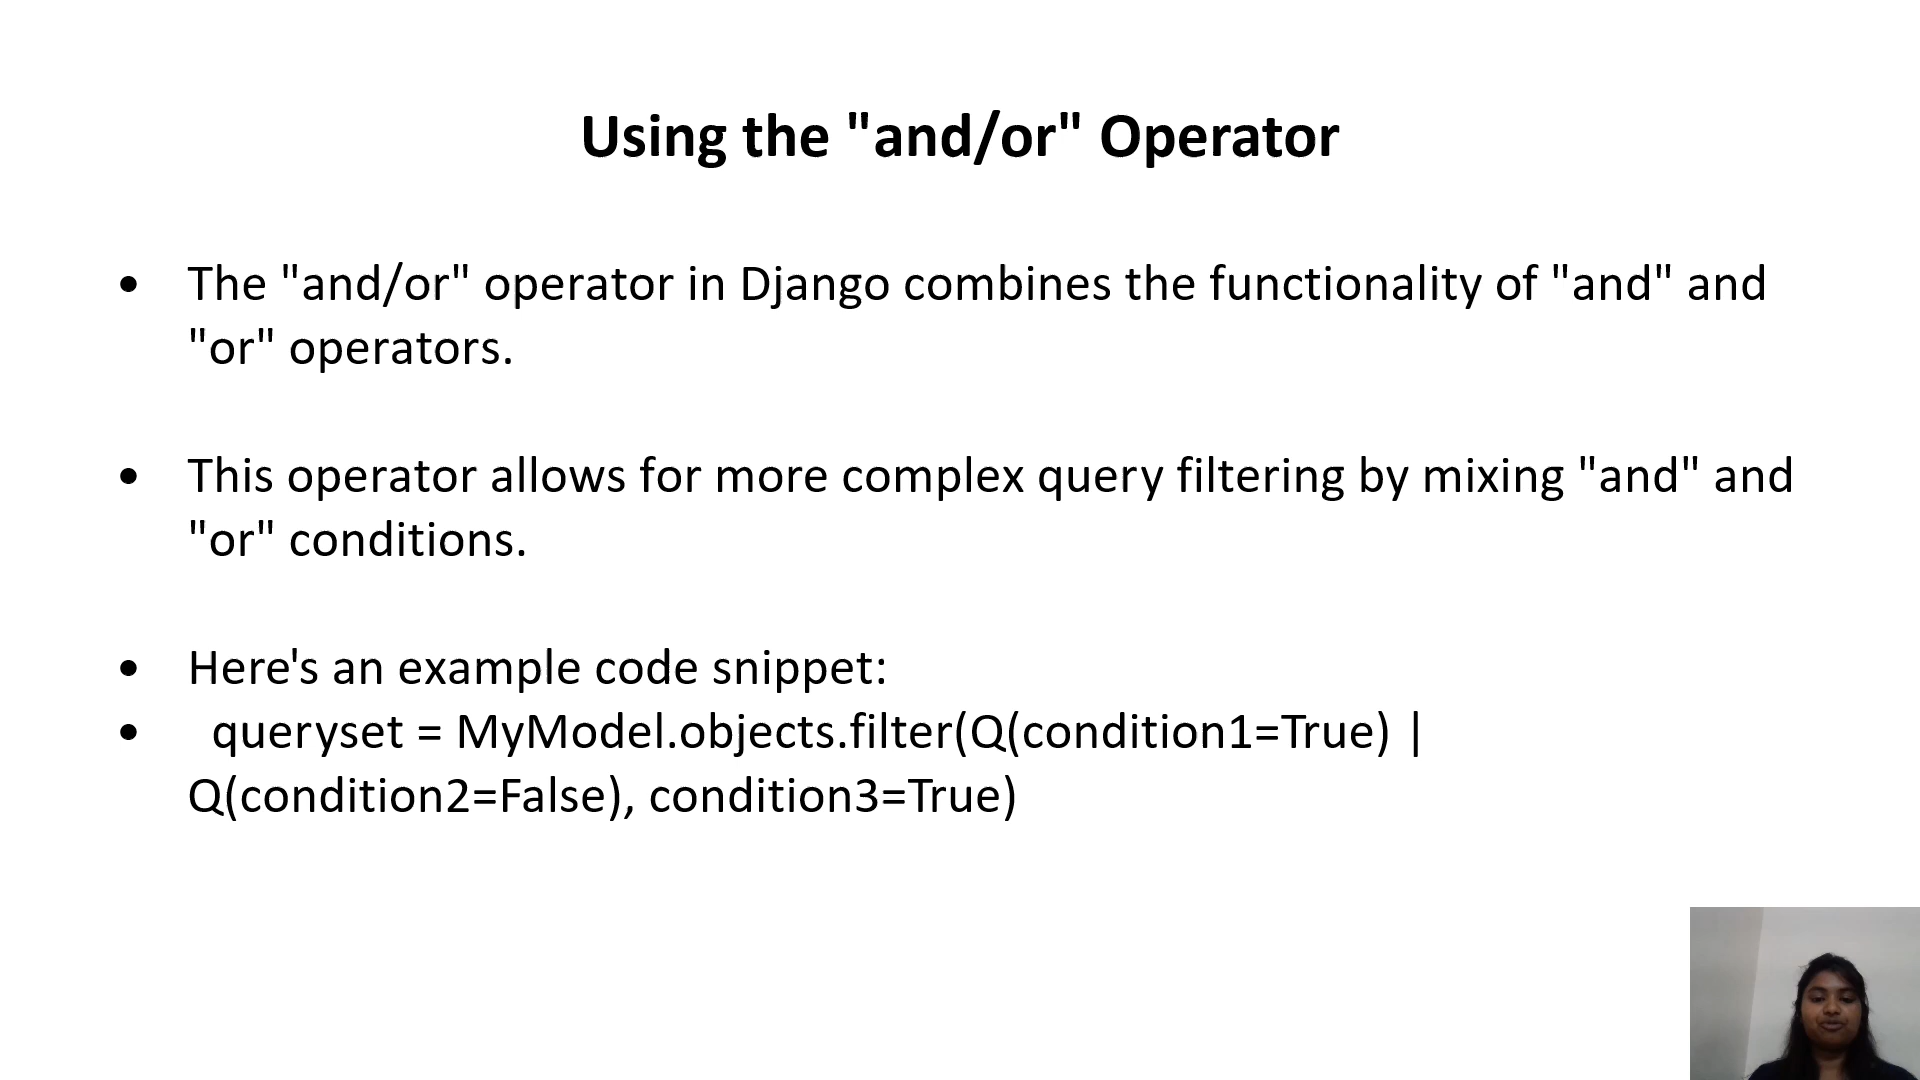 Using the "and/or" Operator
• The "and/or" operator in Django combines the functionality of "and" and
"or" operators.
• This operator allows for more complex query filtering by mixing "and" and
"or" conditions.
• Here's an example code snippet:
• queryset = MyModel.objects.filter(Q(condition1=True) |
Q(condition2=False), condition3=True)